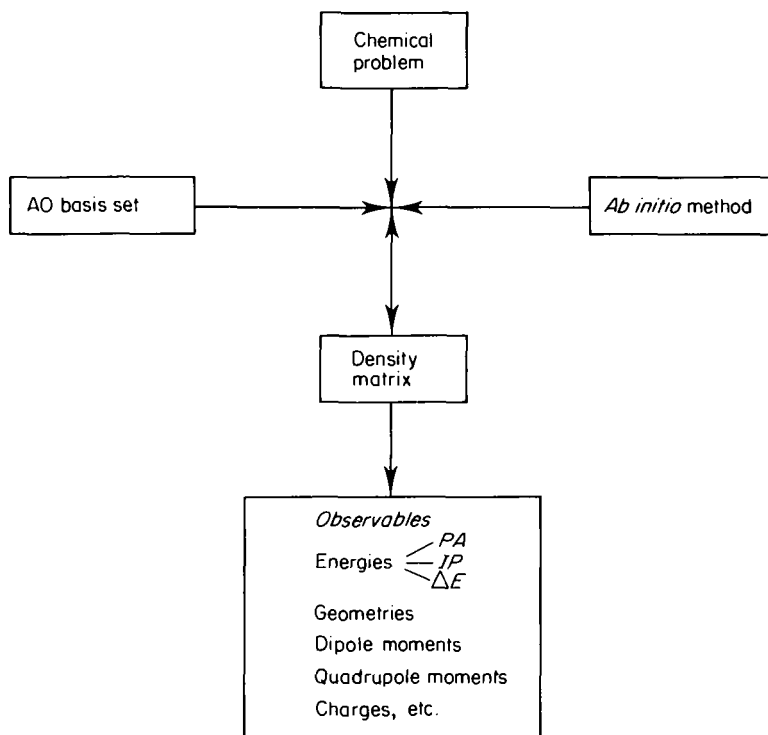 Chemical
problem
AO basis set
Ab initio method
Density
matrix
Observables
PA
Energies
IP
ΔE
Geometries
Dipole moments
Quadrupole moments
Charges, etc.